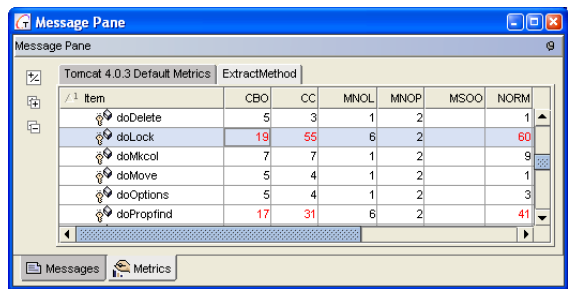 Message Pane
Message Pane
Tomcat 4.0.3 Default Metrics ExtractMethod
/ 1 Item CBO CC MNOL MNOP MSOO NORM
doDelete 5 3 1 2 1
doLock 19 55 6 2 60
doMkcol 7 7 1 2 9
doMove 5 4 1 2 1
doOptions 5 4 1 2 3
doPropfind 17 31 6 2 41
Messages Metrics